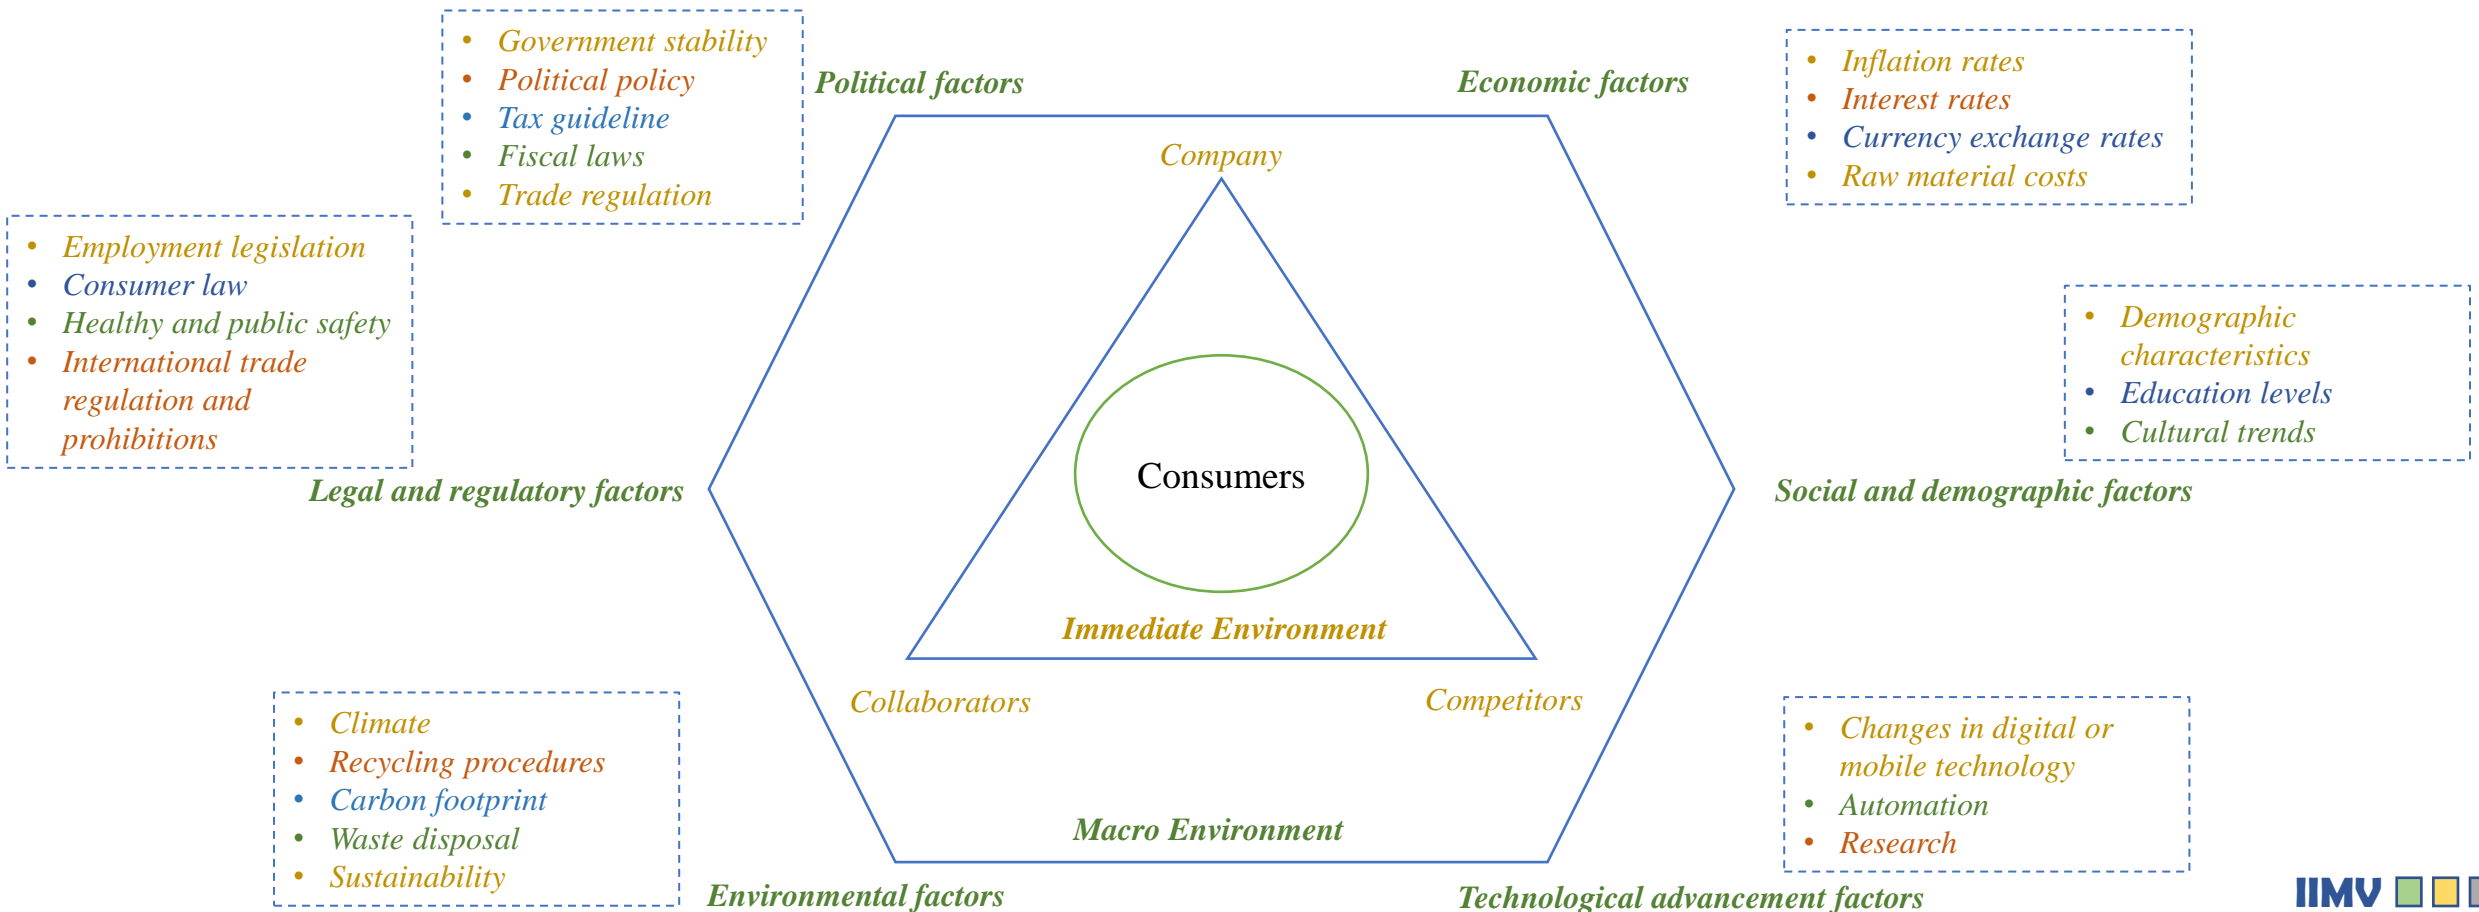 • Government stability
• Political policy
• Tax guideline
• Fiscal laws
• Trade regulation
Political factors
Economic factors
• Inflation rates
• Interest rates
• Currency exchange rates
• Raw material costs
• Employment legislation
• Consumer law
• Healthy and public safety
• International trade
regulation and
prohibitions
Legal and regulatory factors
Company
Consumers
Immediate Environment
Collaborators
Competitors
Macro Environment
• Demographic
characteristics
• Education levels
• Cultural trends
Social and demographic factors
• Climate
• Recycling procedures
• Carbon footprint
• Waste disposal
• Sustainability
Environmental factors
• Changes in digital or
mobile technology
• Automation
• Research
Technological advancement factors
IIMV